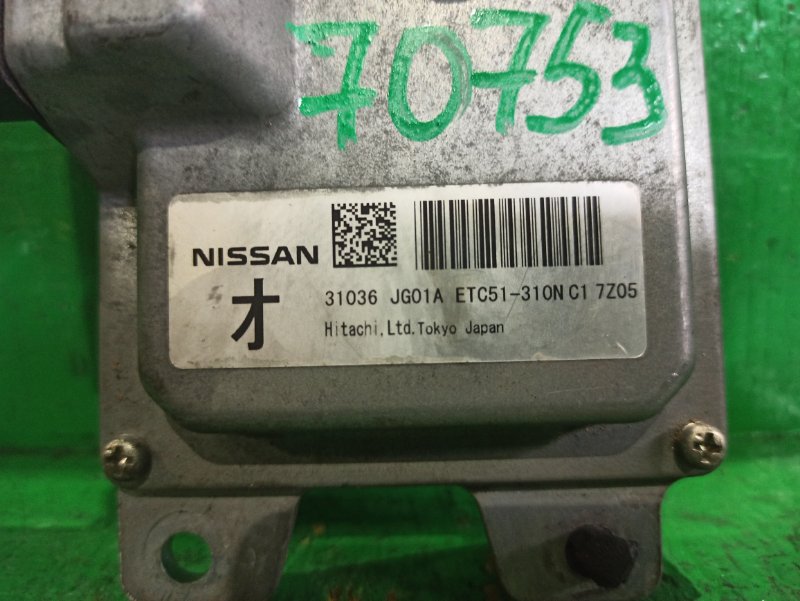 70753
NISSAN
オ
31036 JG01A ETC51-310N C1 7Z05
Hitachi,Ltd.Tokyo Japan